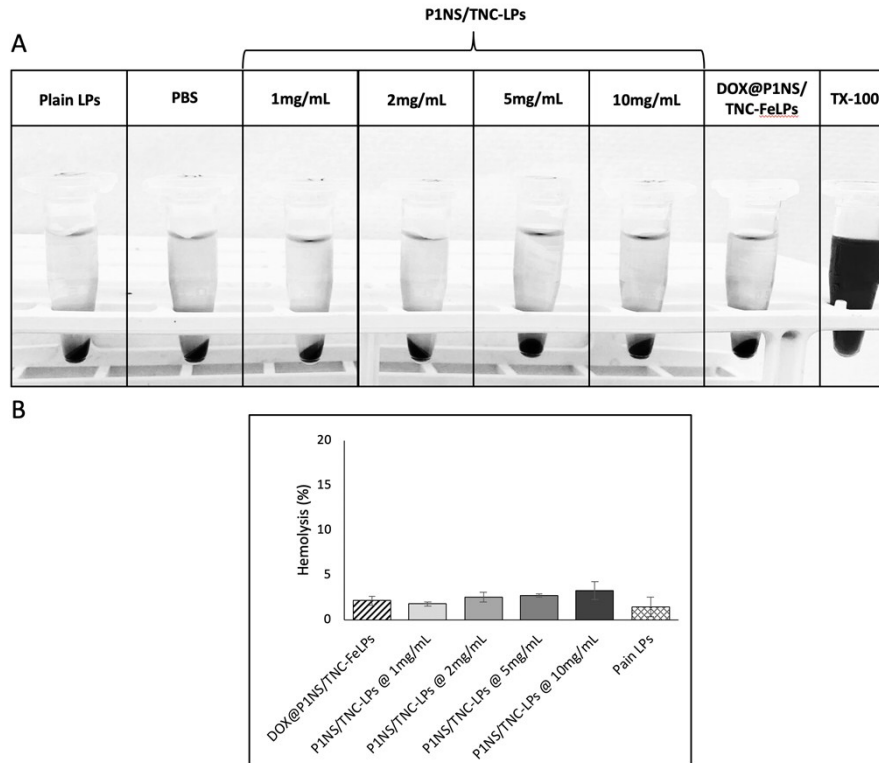 P1NS/TNC-LPs
A
Plain LPs
PBS
1mg/mL
2mg/mL
5mg/mL
10mg/mL
DOX@P1NS/
TNC-FeLPs
TX-100
B
20
15
10
5
0
Hemolysis (%)
DOX@P1NS/TNC-FeLPs
P1NS/TNC-LPs @ 1mg/mL
P1NS/TNC-LPs @ 2mg/mL
P1NS/TNC-LPs @ 5mg/mL
P1NS/TNC-LPs @ 10mg/mL
Pain LPs